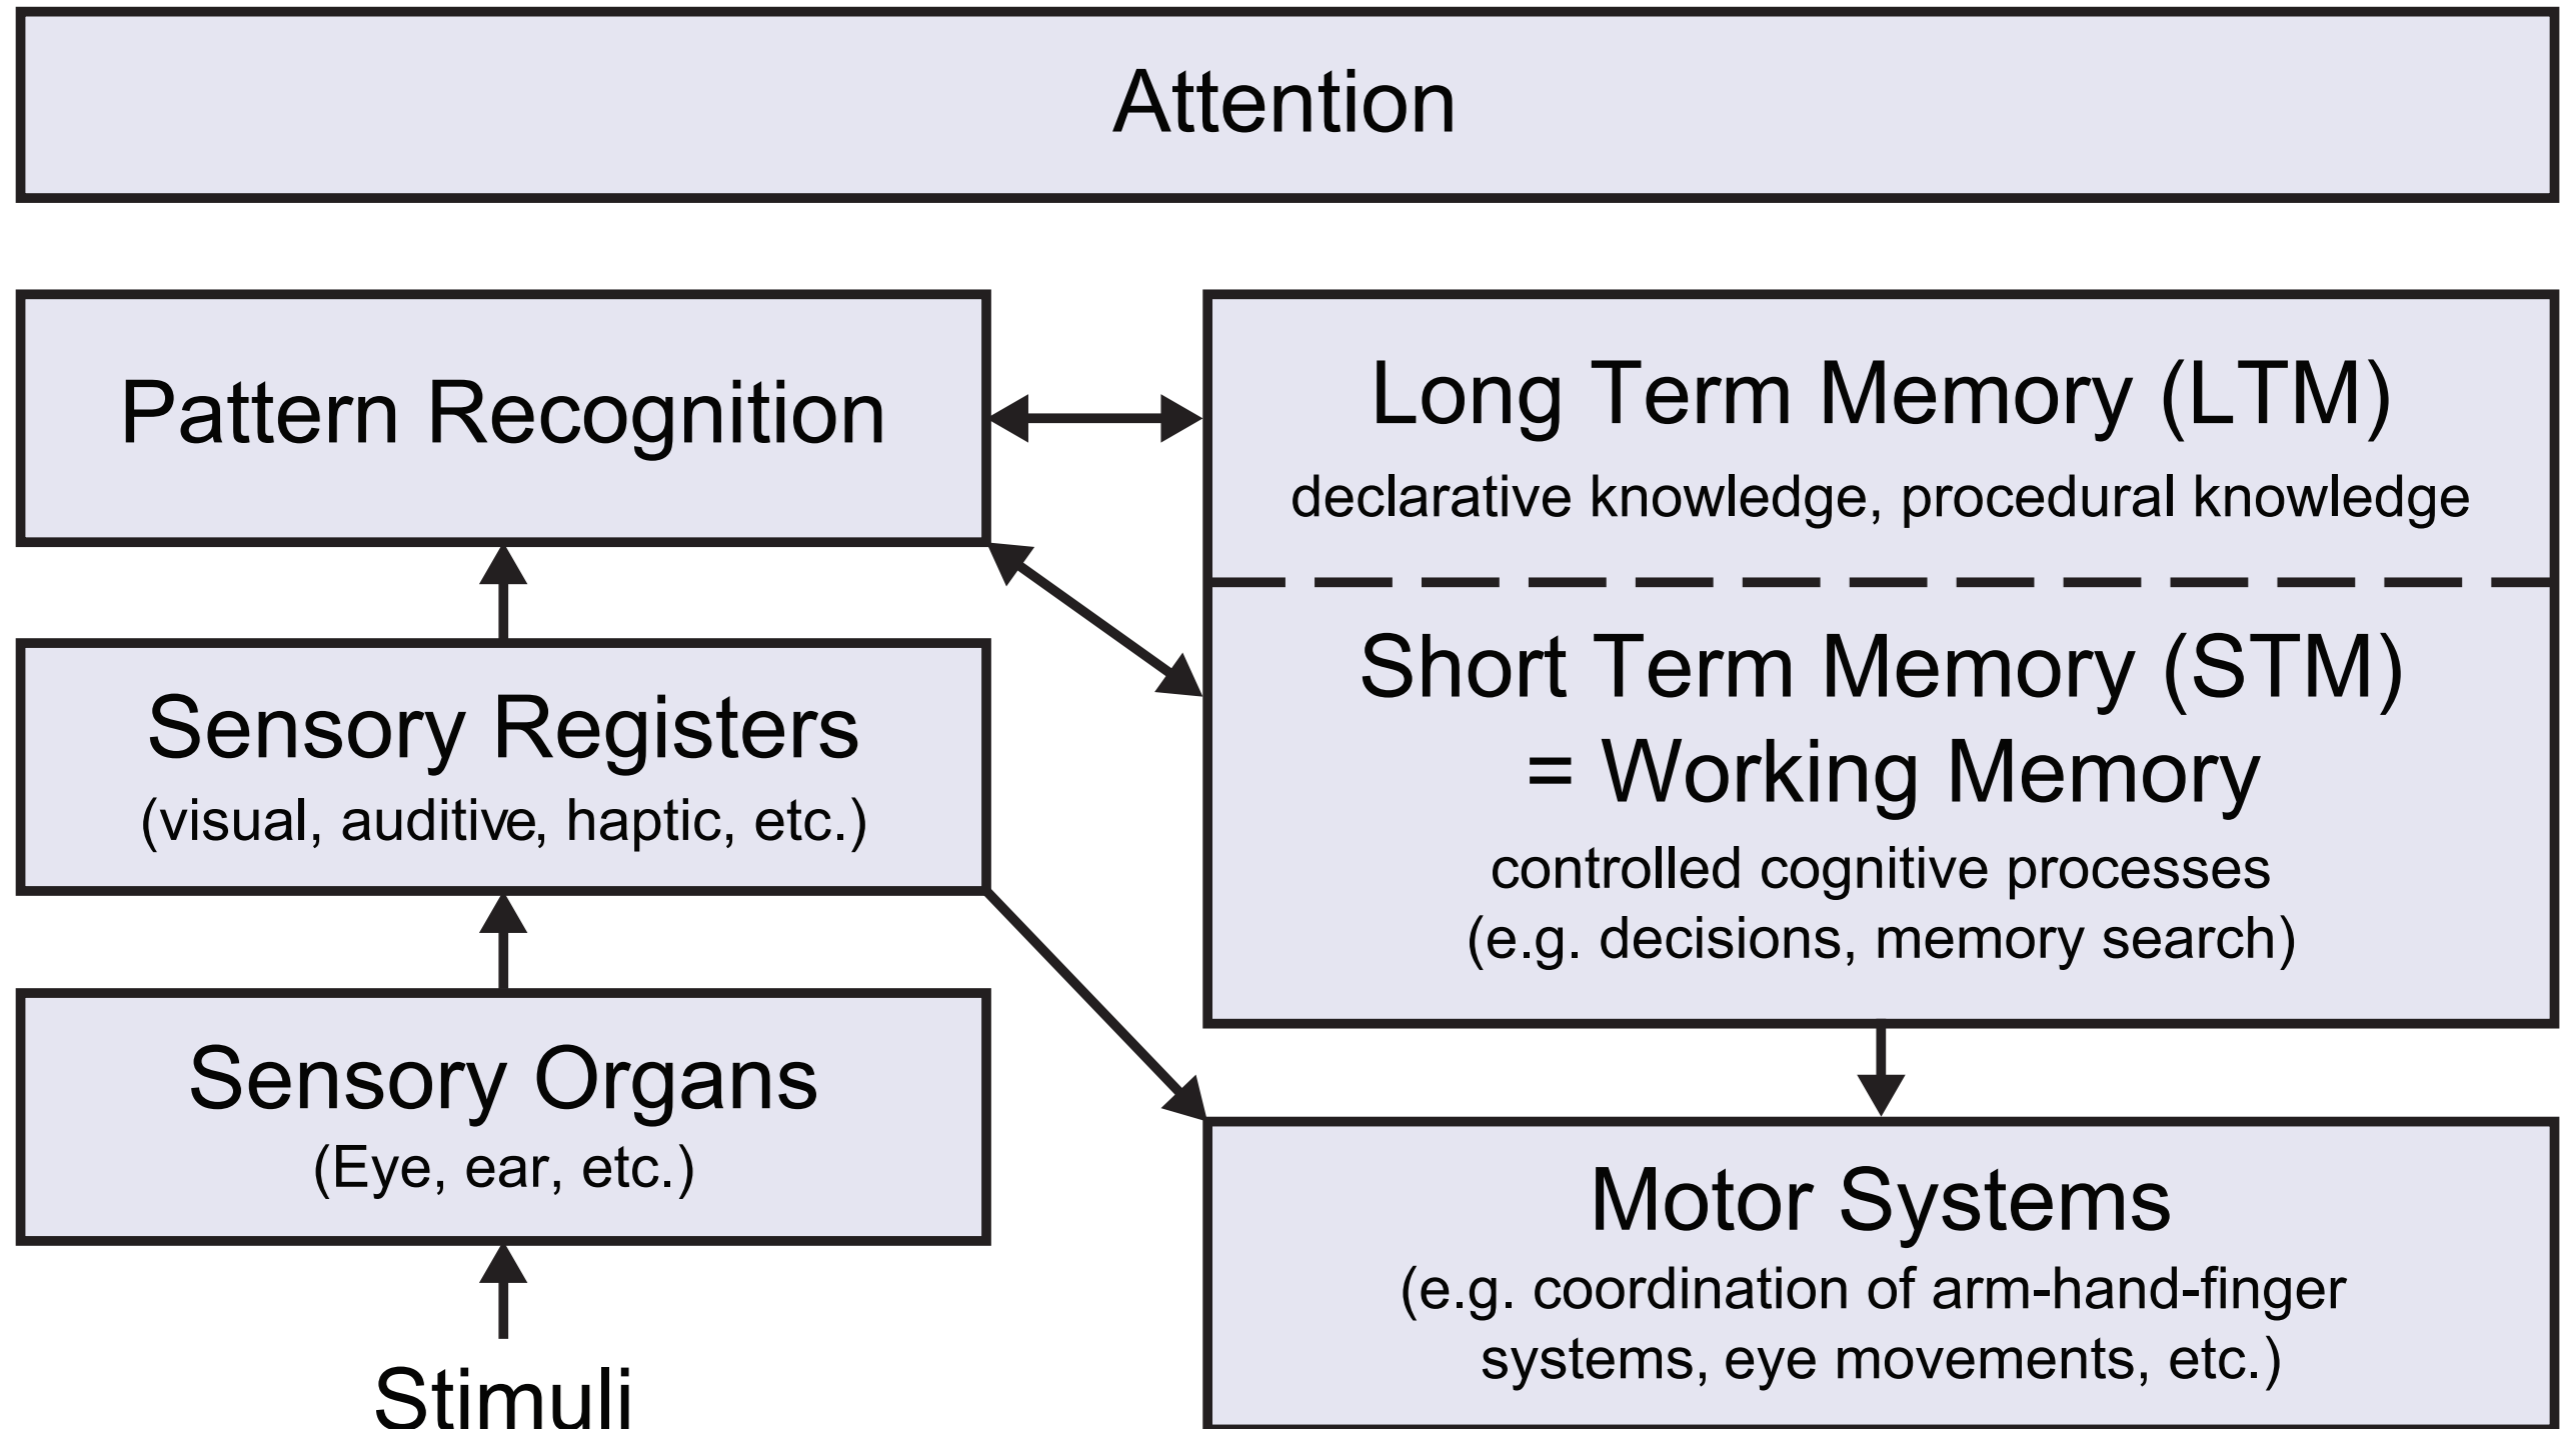 Attention
Pattern Recognition
Sensory Registers
(visual, auditive, haptic, etc.)
Sensory Organs
(Eye, ear, etc.)
Stimuli
Long Term Memory (LTM)
declarative knowledge, procedural knowledge
Short Term Memory (STM)
= Working Memory
controlled cognitive processes
(e.g. decisions, memory search)
Motor Systems
(e.g. coordination of arm-hand-finger
systems, eye movements, etc.)